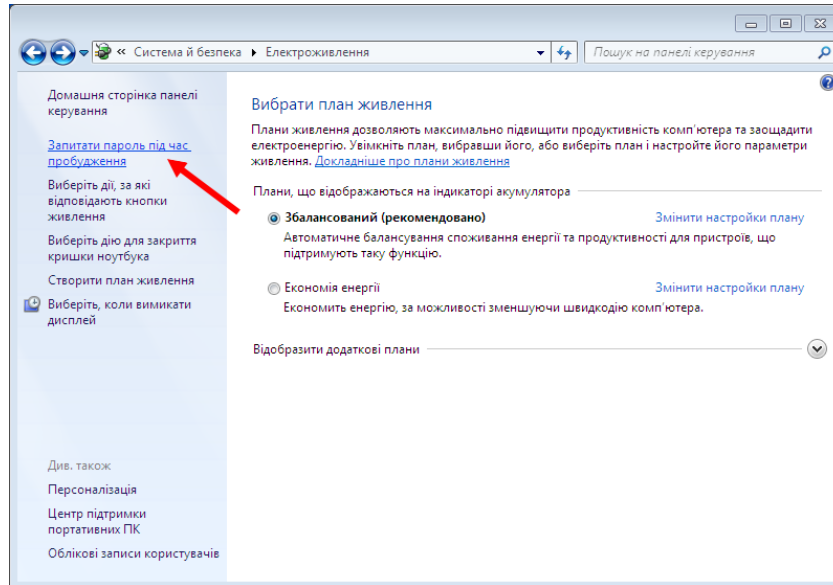 « Система й безпека ▸ Електроживлення
Пошук на панелі керування
Домашня сторінка панелі
керування
Запитати пароль під час
пробудження
Виберіть дії, за які
відповідають кнопки
живлення
Виберіть дію для закриття
кришки ноутбука
Створити план живлення
Виберіть, коли вимикати
дисплей
Див. також
Персоналізація
Центр підтримки
портативних ПК
Облікові записи користувачів
Вибрати план живлення
Плани живлення дозволяють максимально підвищити продуктивність комп'ютера та заощадити
електроенергію. Увімкніть план, вибравши його, або виберіть план і настройте його параметри
живлення. Докладніше про плани живлення
Плани, що відображаються на індикаторі акумулятора
Збалансований (рекомендовано) Змінити настройки плану
Автоматичне балансування споживання енергії та продуктивності для пристроїв, що
підтримують таку функцію.
Економія енергії Змінити настройки плану
Економить енергію, за можливості зменшуючи швидкодію комп'ютера.
Відобразити додаткові плани